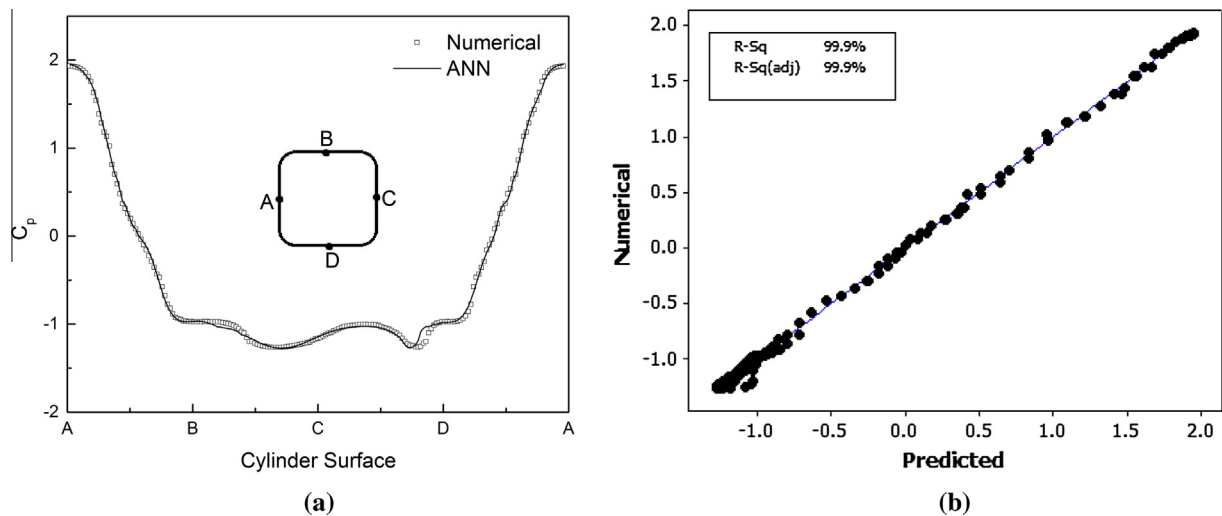 2
1
0
-1
-2
C̅p
Numerical
ANN
B
A
C
D
A
B
C
D
A
Cylinder Surface
(a)
2.0
1.5
1.0
0.5
0.0
-0.5
-1.0
Numerical
R-Sq 99.9%
R-Sq(adj) 99.9%
-1.0
-0.5
0.0
0.5
1.0
1.5
2.0
Predicted
(b)